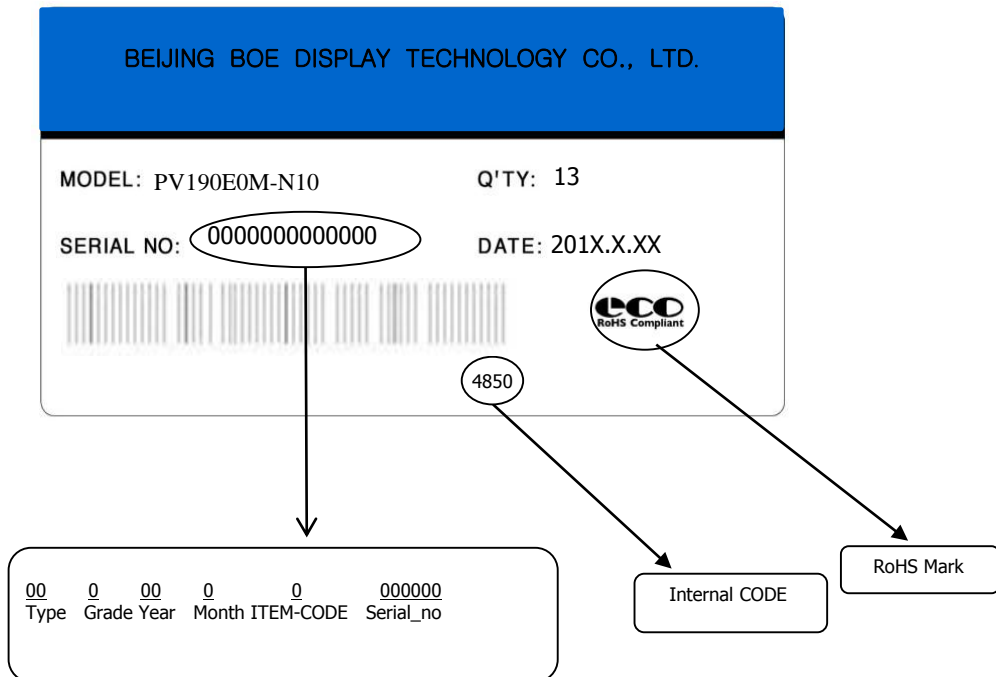 BEIJING BOE DISPLAY TECHNOLOGY CO., LTD.
MODEL: PV190E0M-N10 Q'TY: 13
SERIAL NO: 0000000000000 DATE: 201X.X.XX
eco
RoHS Compliant
4850
RoHS Mark
Internal CODE
00 0 00 0 0 000000
Type Grade Year Month ITEM-CODE Serial_no